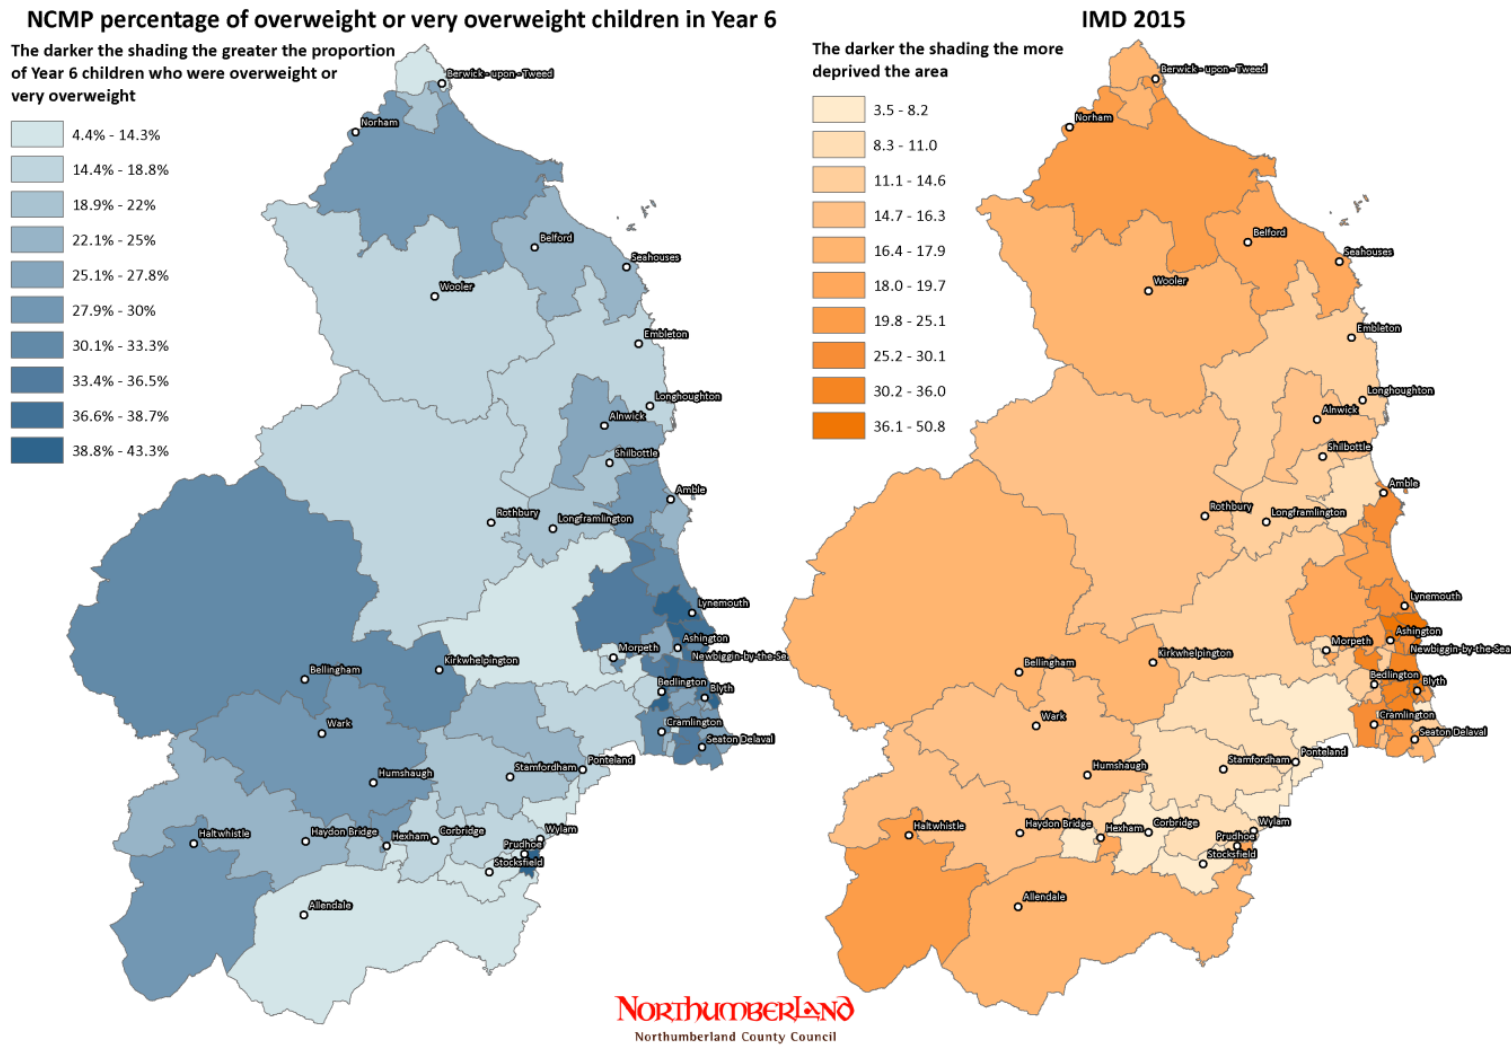 NCMP percentage of overweight or very overweight children in Year 6
The darker the shading the greater the proportion
of Year 6 children who were overweight or
very overweight
4.4% - 14.3%
14.4% - 18.8%
18.9% - 22%
22.1% - 25%
25.1% - 27.8%
27.9% - 30%
30.1% - 33.3%
33.4% - 36.5%
36.6% - 38.7%
38.8% - 43.3%
Berwick - upon - Tweed
Norham
Belford
Seahouses
Wooler
Embleton
Longhoughton
Alnwick
Shilbottle
Amble
Rothbury
Longframlington
Lynemouth
Ashington
Morpeth
Newbiggin-by-the-Se
Kirkwhelpington
Bellingham
Bedlington
Blyth
Wark
Cramlington
Seaton Delaval
Ponteland
Stamfordham
Humshaugh
Haltwhistle
Haydon Bridge
Hexham
Corbridge
Wylam
Prudhoe
Stocksfield
Allendale
IMD 2015
The darker the shading the more
deprived the area
3.5 - 8.2
8.3 - 11.0
11.1 - 14.6
14.7 - 16.3
16.4 - 17.9
18.0 - 19.7
19.8 - 25.1
25.2 - 30.1
30.2 - 36.0
36.1 - 50.8
Berwick - upon - Tweed
Norham
Belford
Seahouses
Wooler
Embleton
Longhoughton
Alnwick
Shilbottle
Amble
Rothbury
Longframlington
Lynemouth
Ashington
Morpeth
Newbiggin-by-the-Sea
Kirkwhelpington
Bellingham
Bedlington
Blyth
Wark
Cramlington
Seaton Delaval
Ponteland
Stamfordham
Humshaugh
Haltwhistle
Haydon Bridge
Hexham
Corbridge
Wylam
Prudhoe
Stocksfield
Allendale
Northumberland
Northumberland County Council